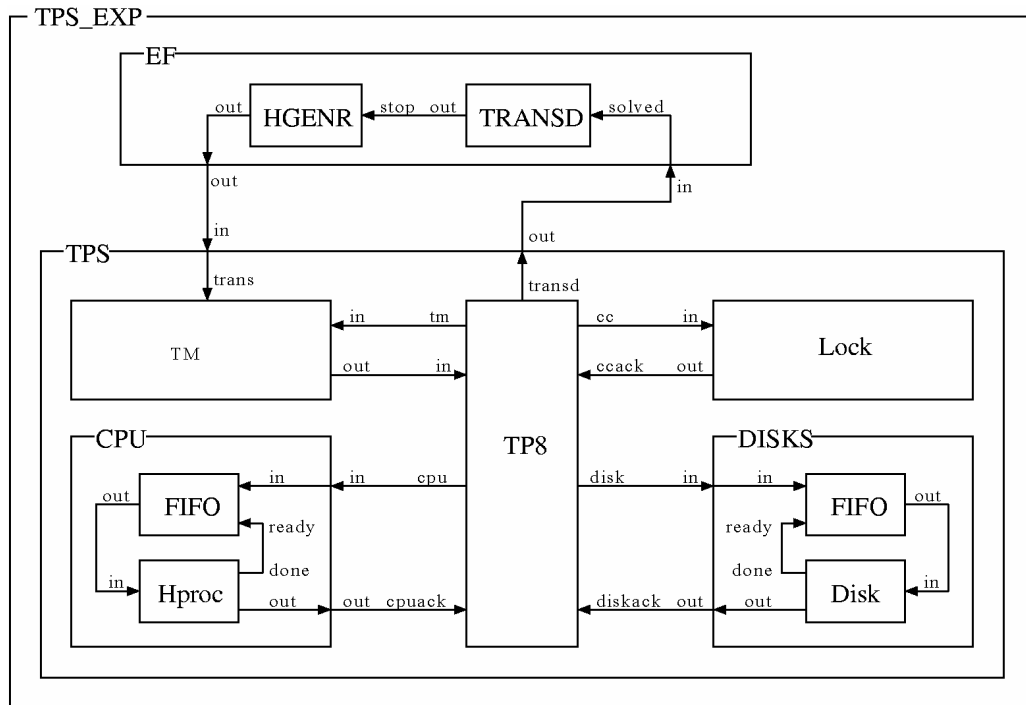 TPS_EXP
EF
out HGENR stop out TRANSD solved
out in
in out
TPS
trans transd
in tm cc in
TM Lock
out in ccack out
CPU TP8 DISKS
in in cpu disk in in
out FIFO FIFO out
ready ready
in done done in
Hproc Disk
out out cpuack diskack out out